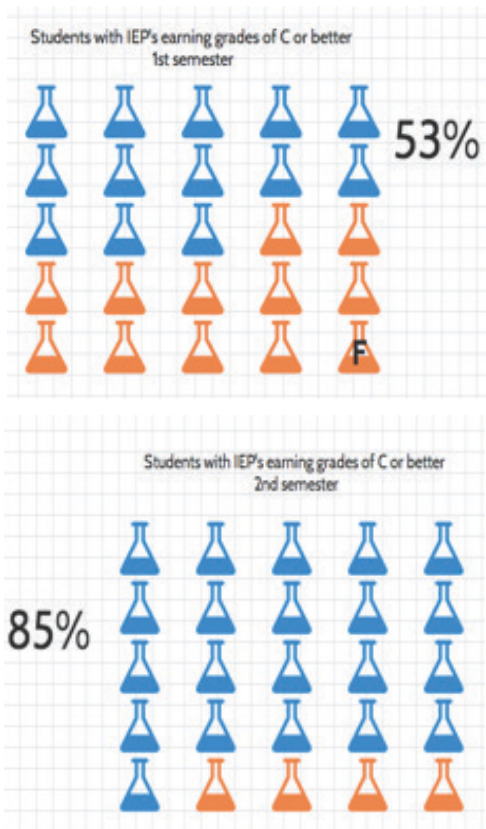 Students with IEP's earning grades of C or better
1st semester
53%
F
Students with IEP's earning grades of C or better
2nd semester
85%